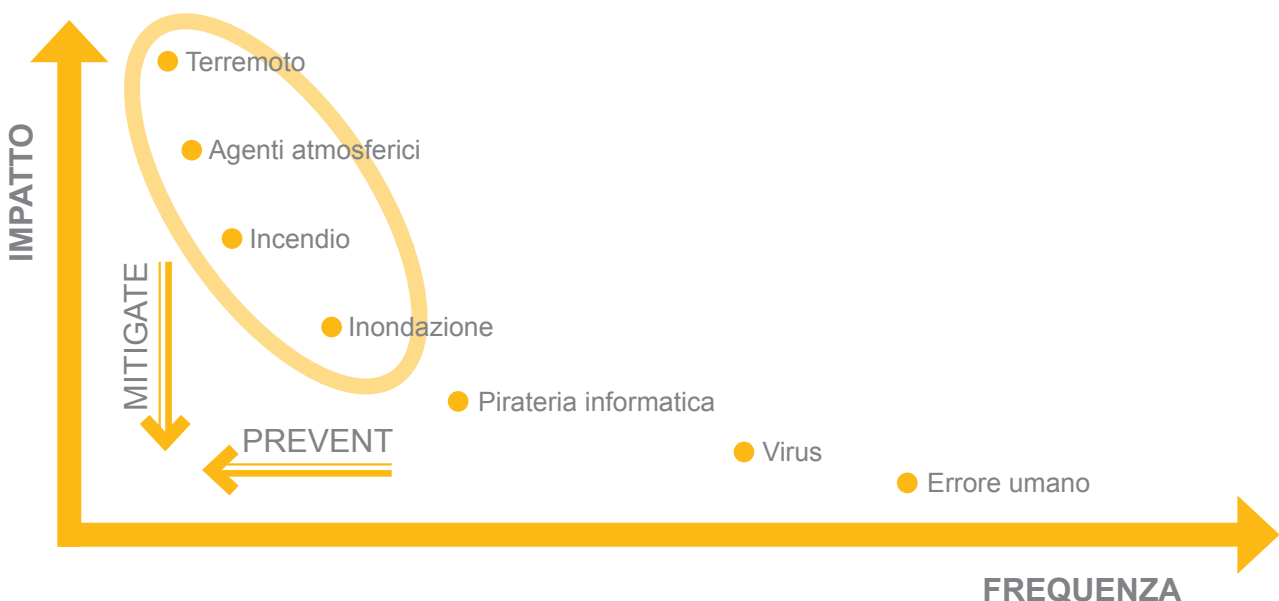 Terremoto
Agenti atmosferici
IMPATTO
Incendio
MITIGATE
Inondazione
Pirateria informatica
PREVENT
Virus
Errore umano
FREQUENZA